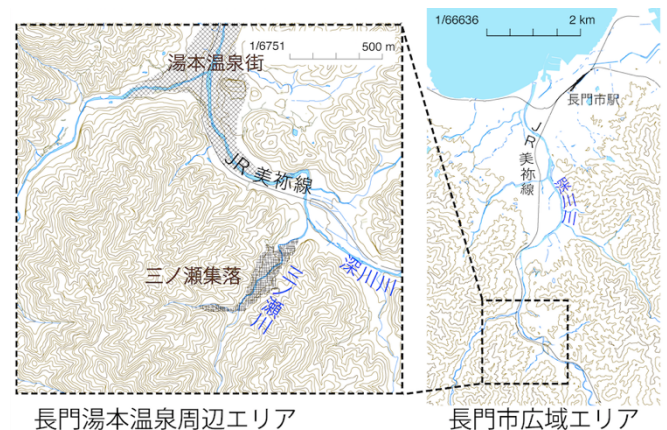 1/6751
500 m
湯本温泉街
JR 美祢線
三ノ瀬集落
三ノ瀬川
深川川
長門湯本温泉周辺エリア
1/66636
2 km
長門市駅
JR 美祢線
深川川
長門市広域エリア